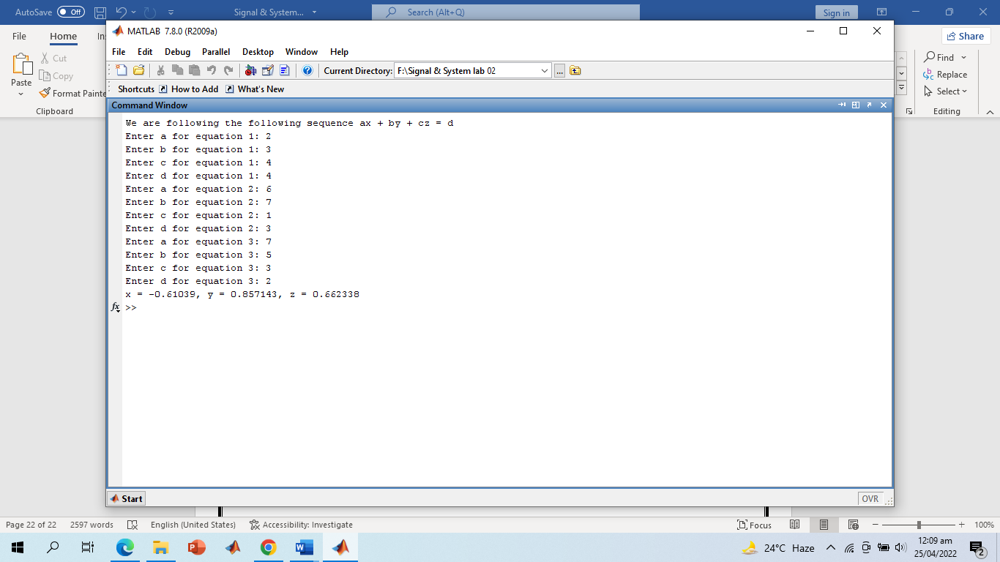 AutoSave Off Signal & System... Search (Alt+Q) Sign in
MATLAB 7.8.0 (R2009a)
File Home In Share
File Edit Debug Parallel Desktop Window Help
Cut
Copy
Paste
Format Painte
Clipboard
Find
Replace
Select
Editing
Current Directory: F:\Signal & System lab 02 ...
Shortcuts How to Add What's New
Command Window
We are following the following sequence ax + by + cz = d
Enter a for equation 1: 2
Enter b for equation 1: 3
Enter c for equation 1: 4
Enter d for equation 1: 4
Enter a for equation 2: 6
Enter b for equation 2: 7
Enter c for equation 2: 1
Enter d for equation 2: 3
Enter a for equation 3: 7
Enter b for equation 3: 5
Enter c for equation 3: 3
Enter d for equation 3: 2
x = -0.61039, y = 0.857143, z = 0.662338
fx >>
Start OVR
Page 22 of 22 2597 words English (United States) Accessibility: Investigate Focus 100%
24°C Haze 12:09 am
25/04/2022
2